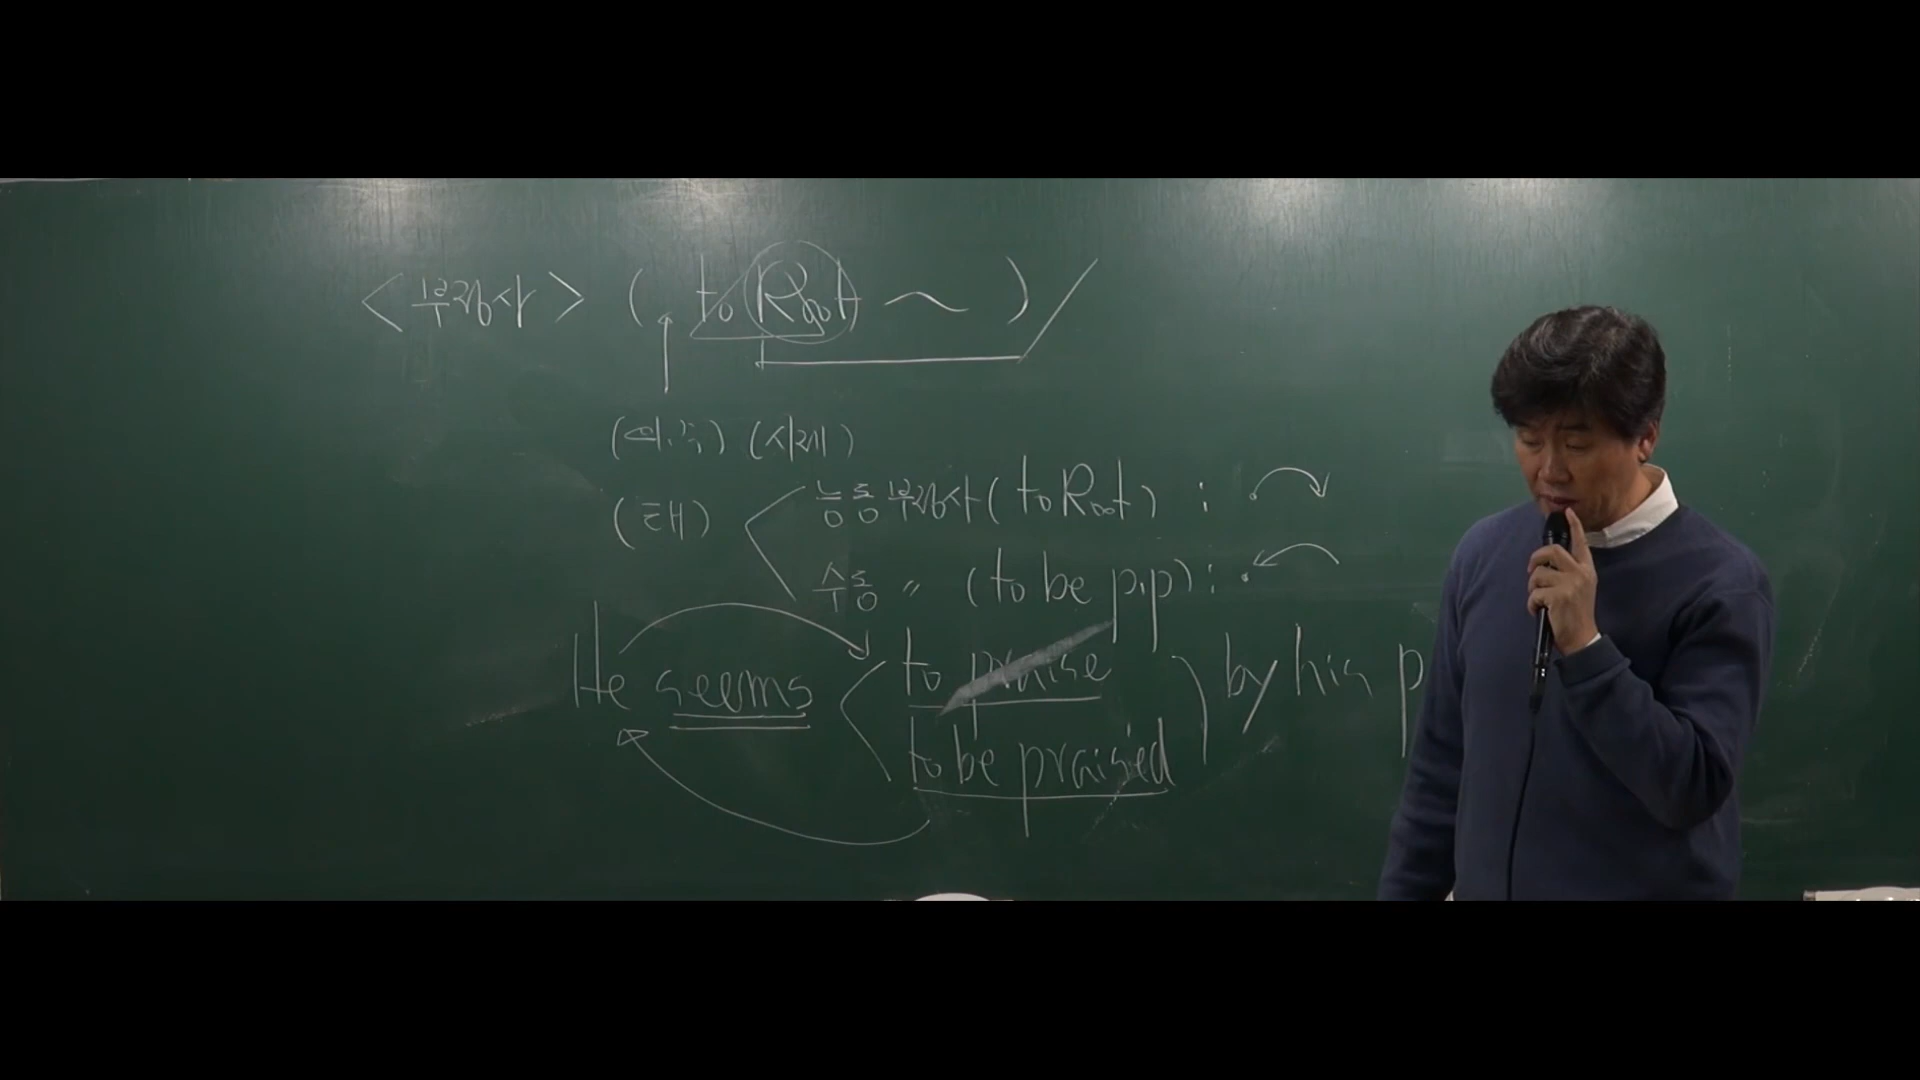 <부정사> ( to Root ~ )
(의.주) (시제)
(태) 능동부정사 (to Root) :
수동 〃 (to be p.p) :
He seems to praise by his p
to be praised